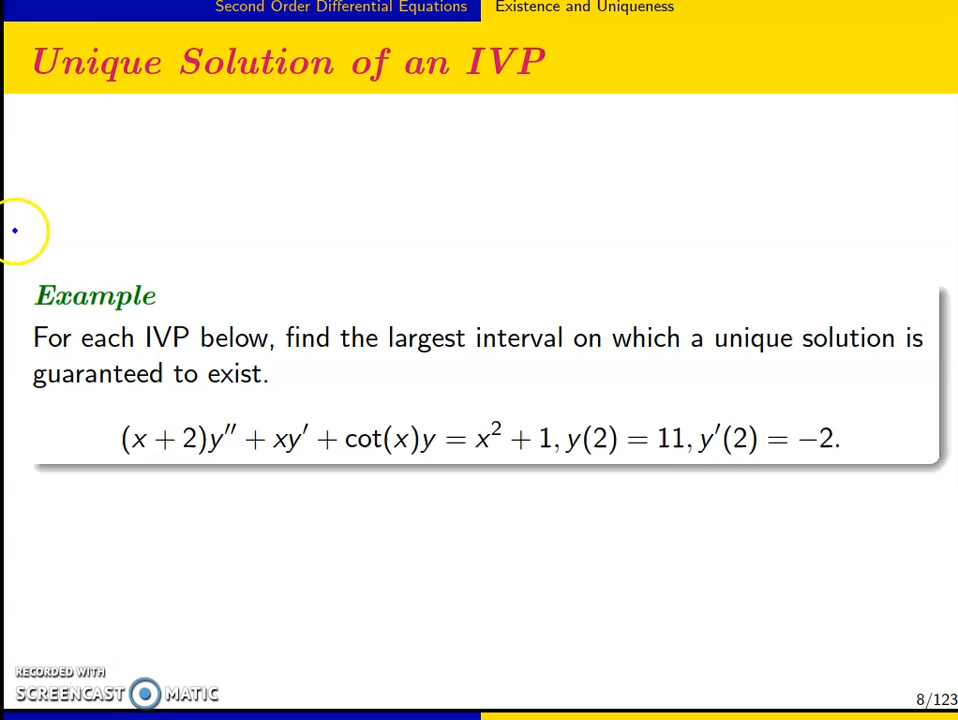 Second Order Differential Equations Existence and Uniqueness
Unique Solution of an IVP
Example
For each IVP below, find the largest interval on which a unique solution is
guaranteed to exist.
(x + 2)y′′ + xy′ + cot(x)y = x² + 1, y(2) = 11, y′(2) = −2.
RECORDED WITH
SCREENCAST MATIC
8/123